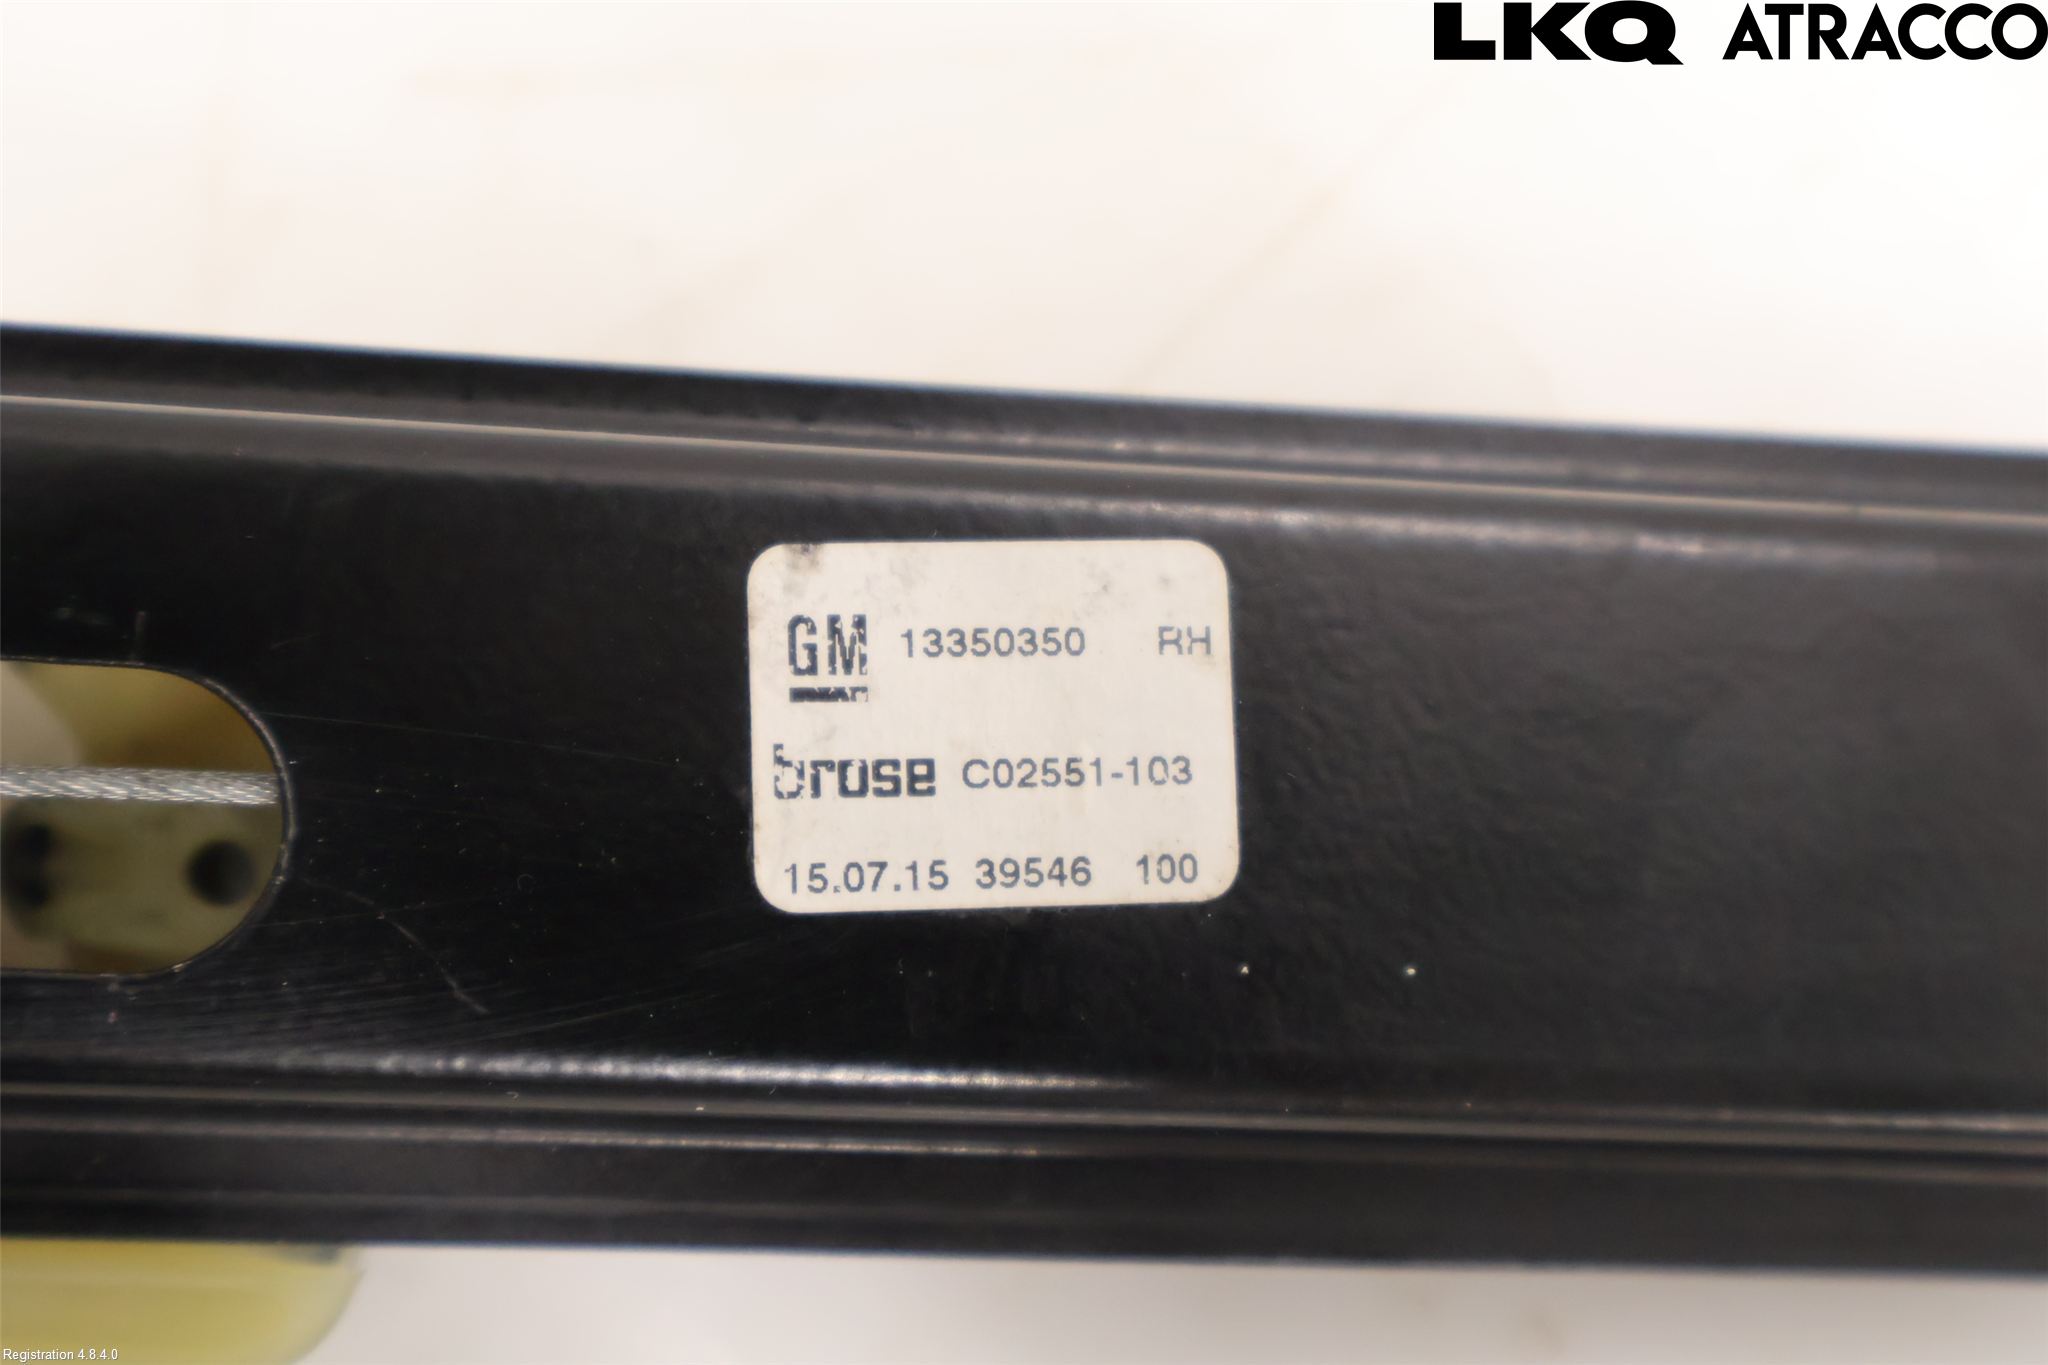 LKQ ATRACCO
GM 13350350 RH
brose C02551-103
15.07.15 39546 100
Registration 4.8.4.0